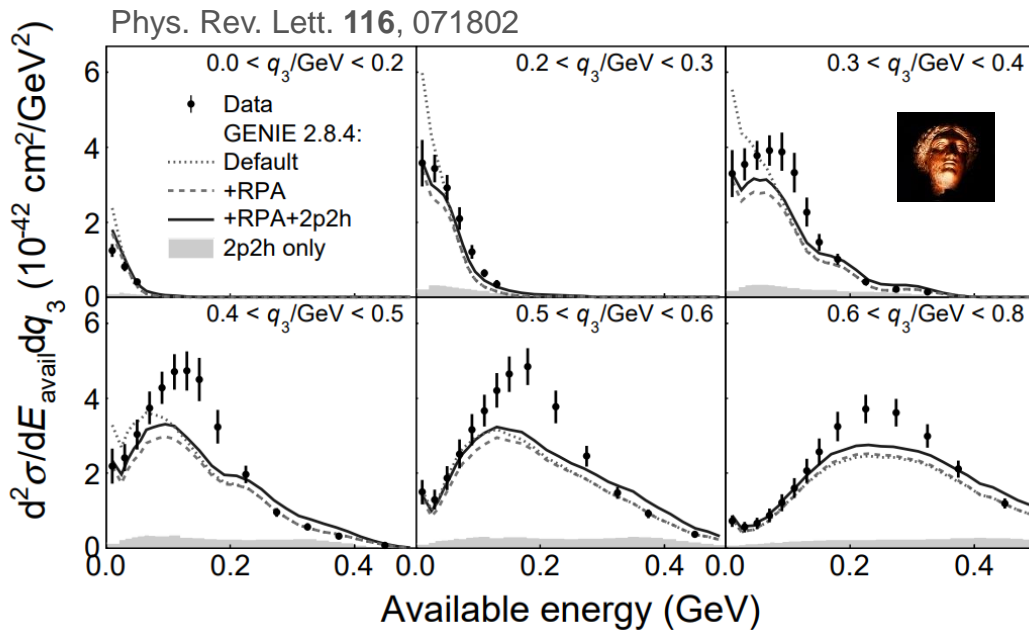 Phys. Rev. Lett. 116, 071802
0.0 < q₃/GeV < 0.2
0.2 < q₃/GeV < 0.3
0.3 < q₃/GeV < 0.4
Data
GENIE 2.8.4:
Default
+RPA
+RPA+2p2h
2p2h only
6
4
2
0
0.4 < q₃/GeV < 0.5
0.5 < q₃/GeV < 0.6
0.6 < q₃/GeV < 0.8
6
4
2
0
0.0 0.2 0.4 0.0 0.2 0.4 0.0 0.2 0.4
Available energy (GeV)
d²σ/dE_avail dq₃ (10⁻⁴² cm²/GeV²)